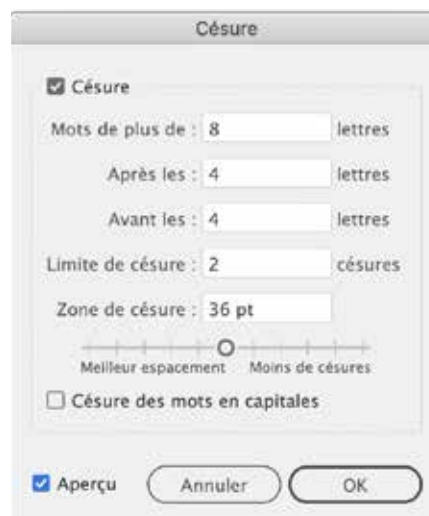 Césure
Césure
Mots de plus de : 8 lettres
Après les : 4 lettres
Avant les : 4 lettres
Limite de césure : 2 césures
Zone de césure : 36 pt
Meilleur espacement Moins de césures
Césure des mots en capitales
Aperçu Annuler OK